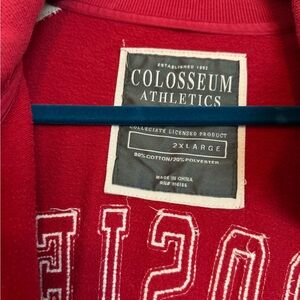 ESTABLISHED 1992
COLOSSEUM
ATHLETICS
COLLEGIATE LICENSED PRODUCT
2XLARGE
80% COTTON/20% POLYESTER
MADE IN CHINA